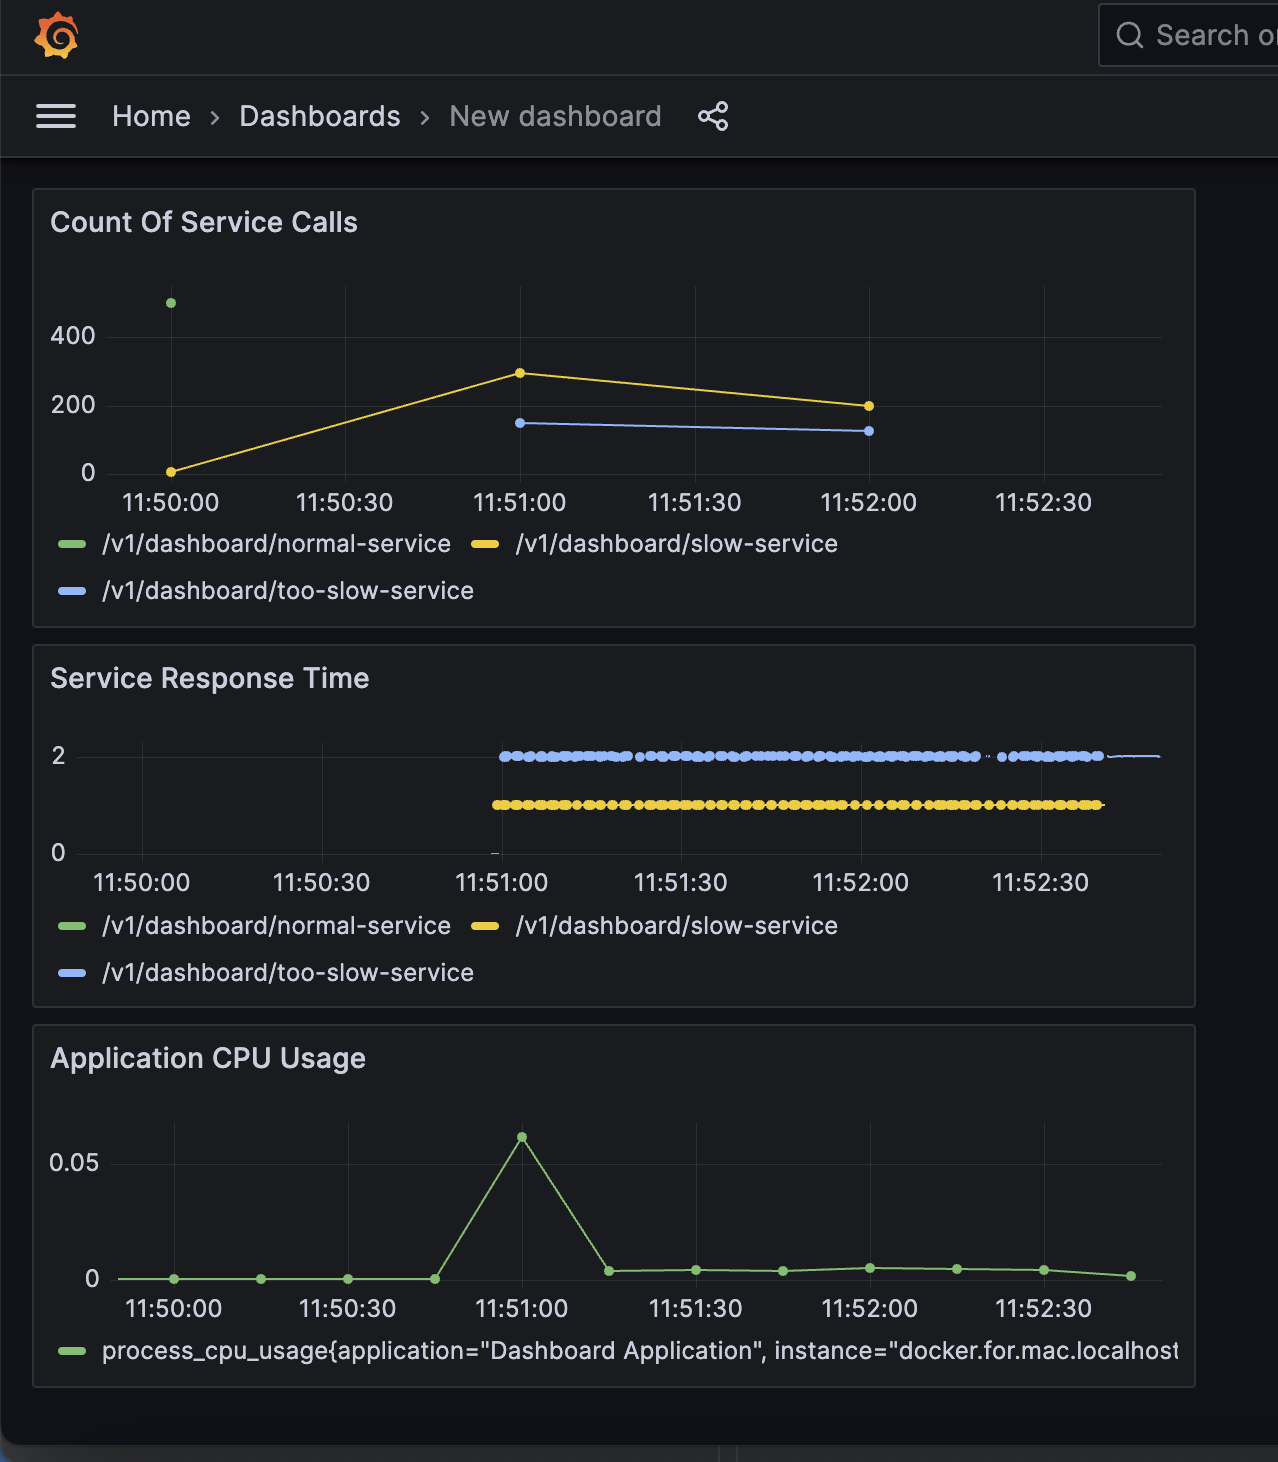 Search or
Home › Dashboards › New dashboard
Count Of Service Calls
400
200
0
11:50:00 11:50:30 11:51:00 11:51:30 11:52:00 11:52:30
/v1/dashboard/normal-service /v1/dashboard/slow-service
/v1/dashboard/too-slow-service
Service Response Time
2
0
11:50:00 11:50:30 11:51:00 11:51:30 11:52:00 11:52:30
/v1/dashboard/normal-service /v1/dashboard/slow-service
/v1/dashboard/too-slow-service
Application CPU Usage
0.05
0
11:50:00 11:50:30 11:51:00 11:51:30 11:52:00 11:52:30
process_cpu_usage{application="Dashboard Application", instance="docker.for.mac.localhost